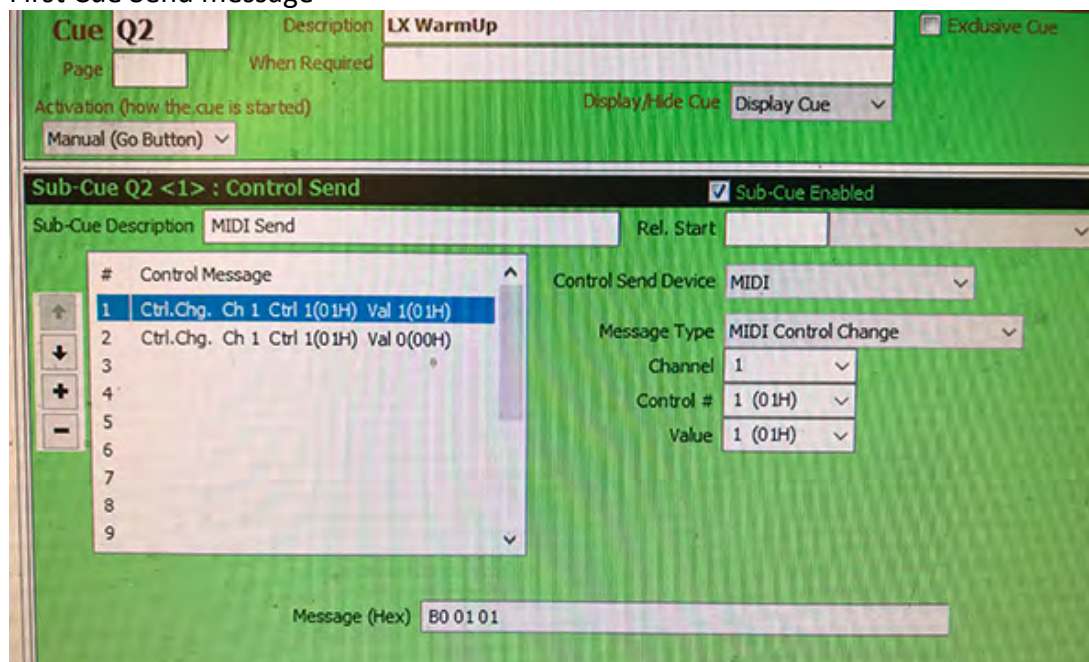 First Cue Send message
Cue Q2 Description LX WarmUp Exclusive Cue
Page When Required
Activation (how the cue is started) Display/Hide Cue Display Cue
Manual (Go Button)
Sub-Cue Q2 <1> : Control Send Sub-Cue Enabled
Sub-Cue Description MIDI Send Rel. Start
# Control Message Control Send Device MIDI
1 Ctrl.Chg. Ch 1 Ctrl 1(01H) Val 1(01H)
2 Ctrl.Chg. Ch 1 Ctrl 1(01H) Val 0(00H) Message Type MIDI Control Change
3 Channel 1
4 Control # 1 (01H)
5 Value 1 (01H)
6
7
8
9
Message (Hex) B0 01 01